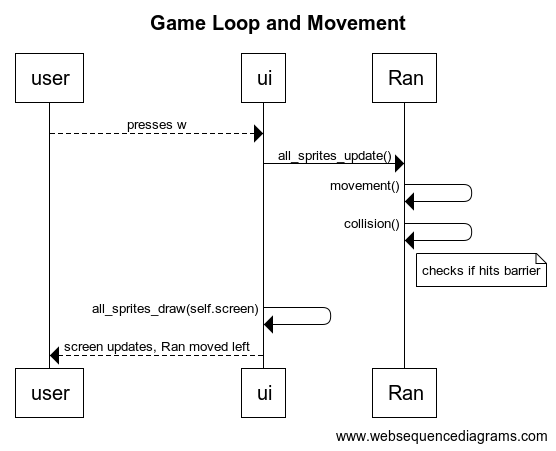 Game Loop and Movement
user
ui
Ran
presses w
all_sprites_update()
movement()
collision()
checks if hits barrier
all_sprites_draw(self.screen)
screen updates, Ran moved left
user
ui
Ran
www.websequencediagrams.com